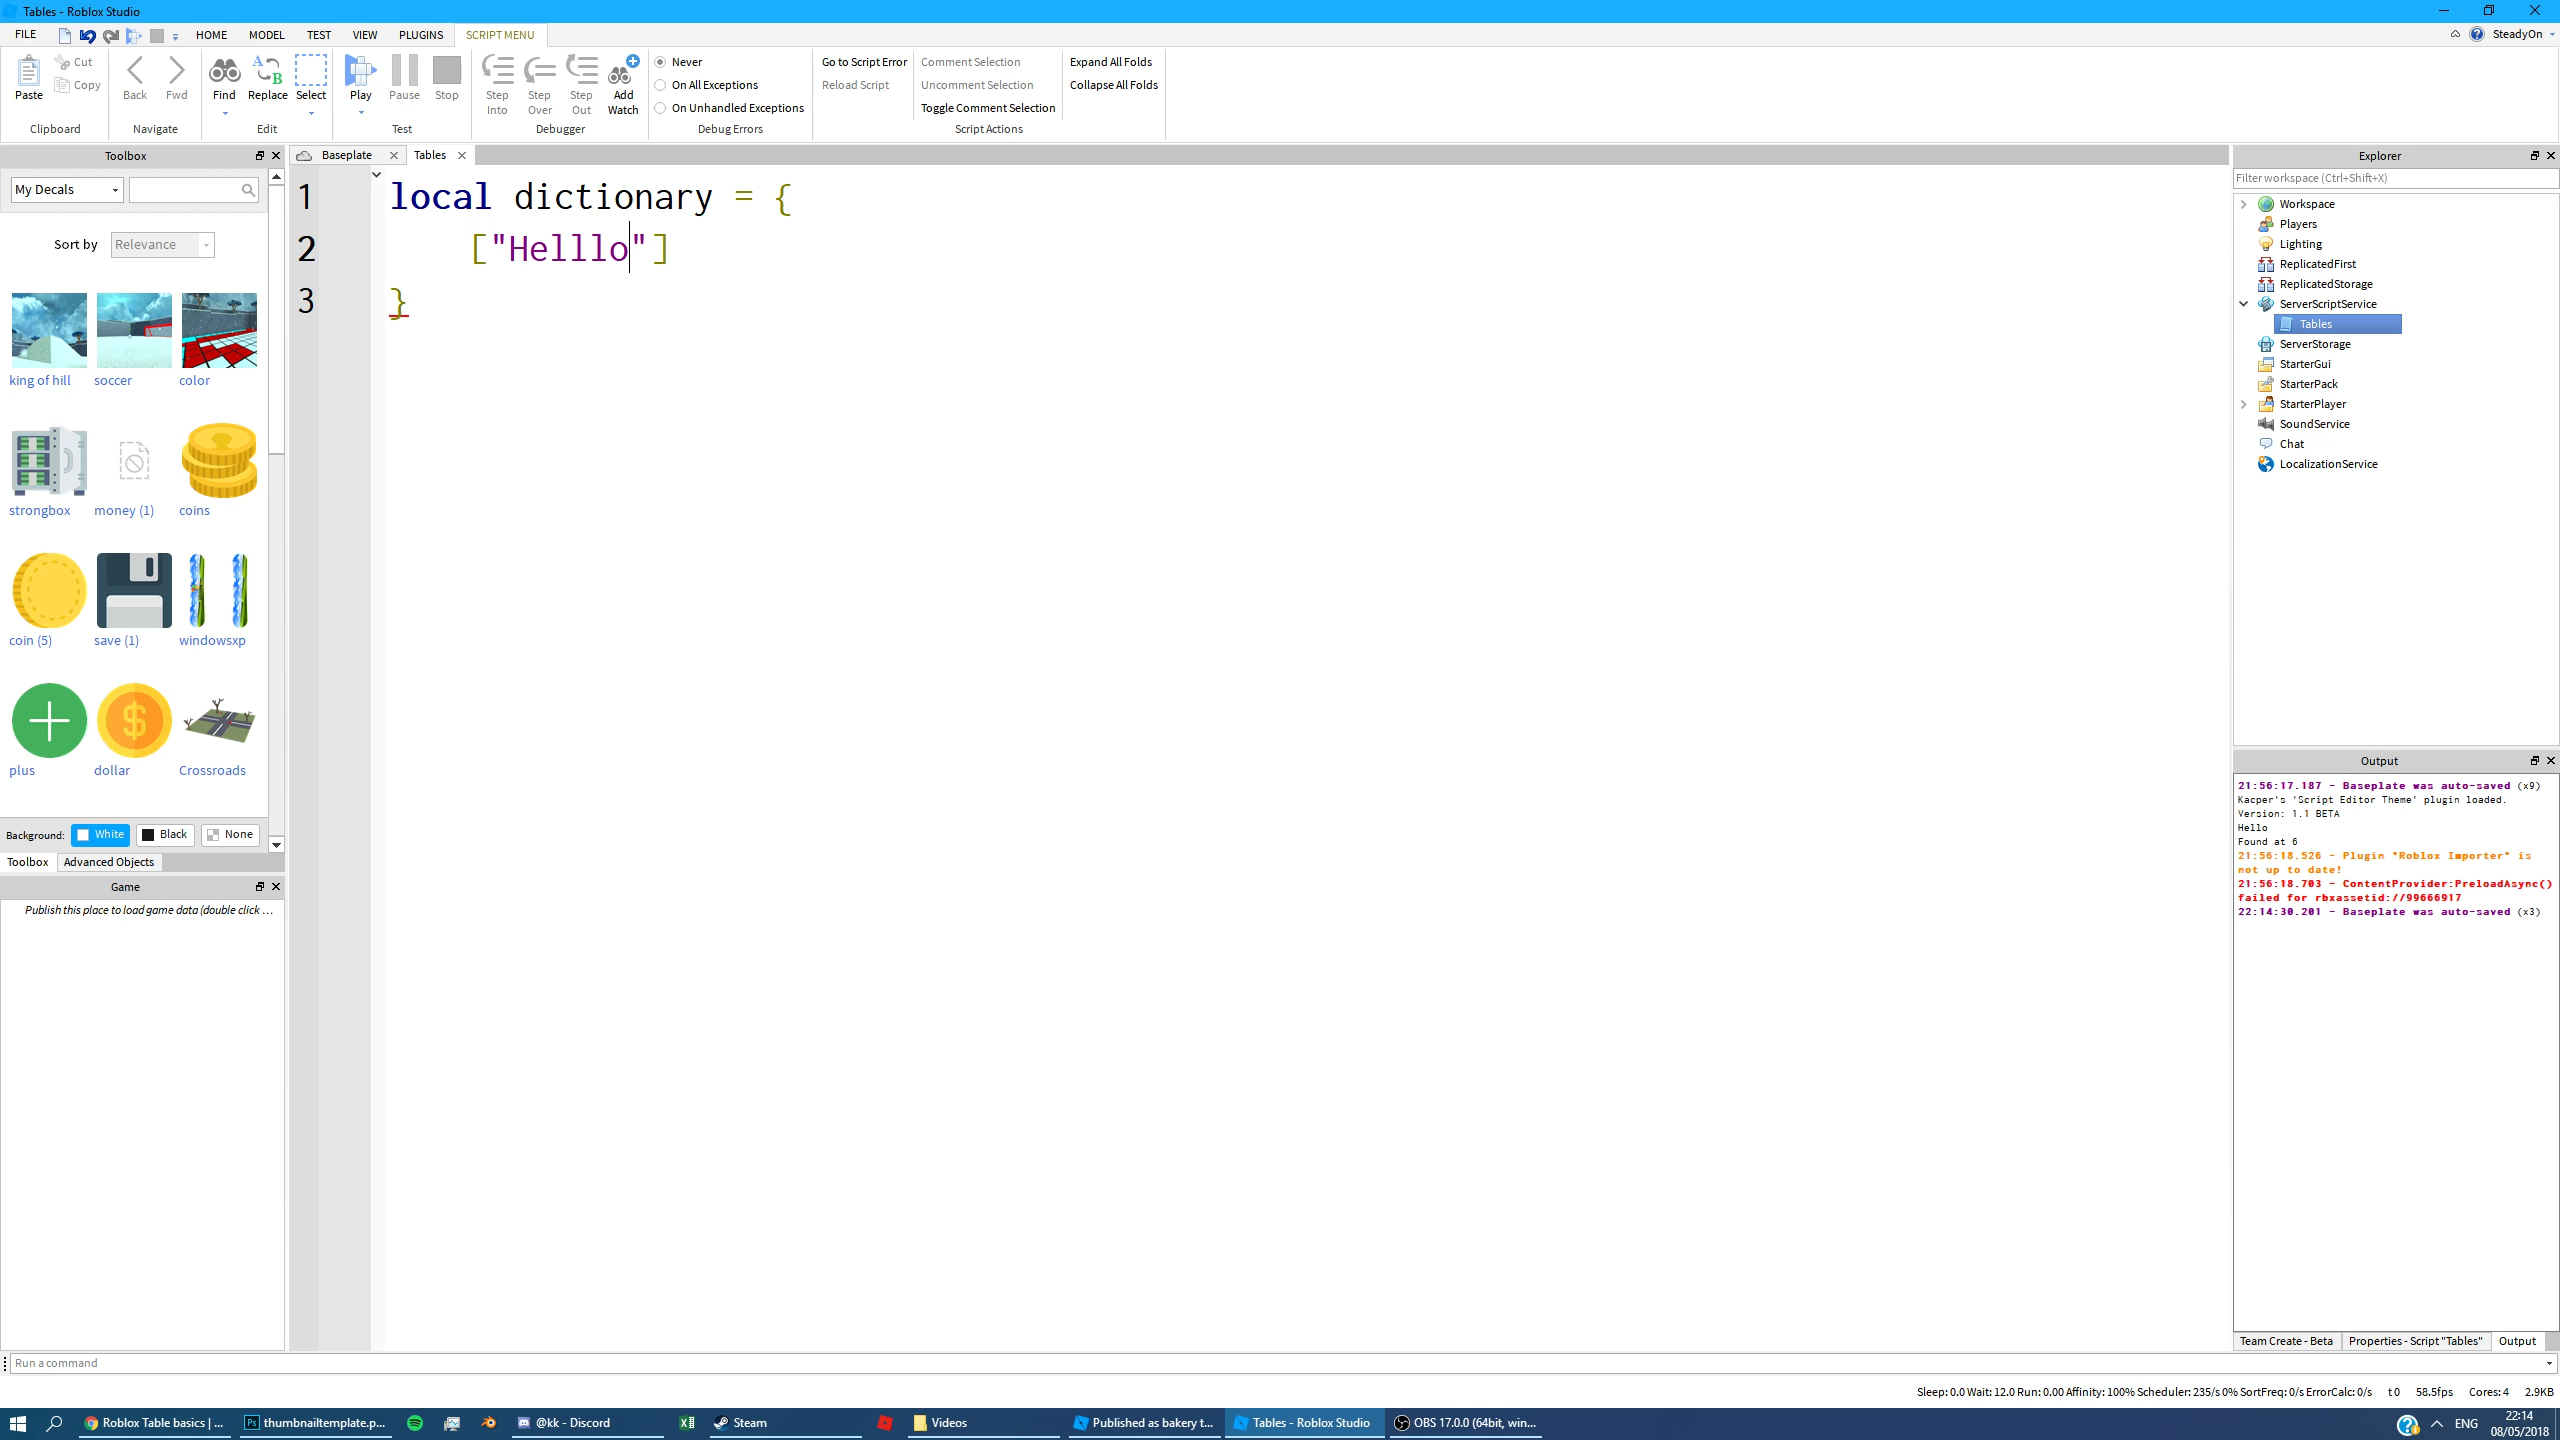 Tables - Roblox Studio
FILE HOME MODEL TEST VIEW PLUGINS SCRIPT MENU SteadyOn
Paste Cut Copy Back Fwd Find Replace Select Play Pause Stop Step Into Step Over Step Out Add Watch
Never
On All Exceptions
On Unhandled Exceptions
Go to Script Error
Reload Script
Comment Selection
Uncomment Selection
Toggle Comment Selection
Expand All Folds
Collapse All Folds
Clipboard Navigate Edit Test Debugger Debug Errors Script Actions
Toolbox
My Decals
Sort by Relevance
king of hill soccer color
strongbox money (1) coins
coin (5) save (1) windowsxp
plus dollar Crossroads
Background: White Black None
Toolbox Advanced Objects
Game
Publish this place to load game data (double click ...
Baseplate Tables
1 local dictionary = {
2 ["Helllo"]
3 }
Explorer
Filter workspace (Ctrl+Shift+X)
Workspace
Players
Lighting
ReplicatedFirst
ReplicatedStorage
ServerScriptService
Tables
ServerStorage
StarterGui
StarterPack
StarterPlayer
SoundService
Chat
LocalizationService
Output
21:56:17.187 - Baseplate was auto-saved (x9)
Kacper's 'Script Editor Theme' plugin loaded.
Version: 1.1 BETA
Hello
Found at 6
21:56:18.526 - Plugin "Roblox Importer" is
not up to date!
21:56:18.703 - ContentProvider:PreloadAsync()
failed for rbxassetid://99666917
22:14:30.201 - Baseplate was auto-saved (x3)
Team Create - Beta Properties - Script "Tables" Output
Run a command
Sleep: 0.0 Wait: 12.0 Run: 0.00 Affinity: 100% Scheduler: 235/s 0% SortFreq: 0/s ErrorCalc: 0/s t 0 58.5fps Cores: 4 2.9KB
Roblox Table basics | ... thumbnailtemplate.p... @kk - Discord Steam Videos Published as bakery t... Tables - Roblox Studio OBS 17.0.0 (64bit, win... ENG 22:14
08/05/2018